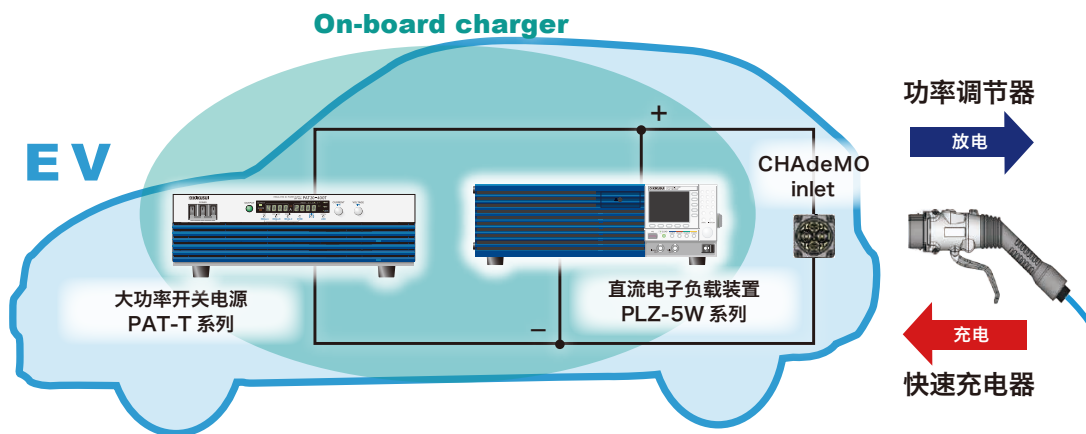 On-board charger
EV
+
CHAdeMO
inlet
功率调节器
放电
大功率开关电源
PAT-T 系列
直流电子负载装置
PLZ-5W 系列
−
充电
快速充电器